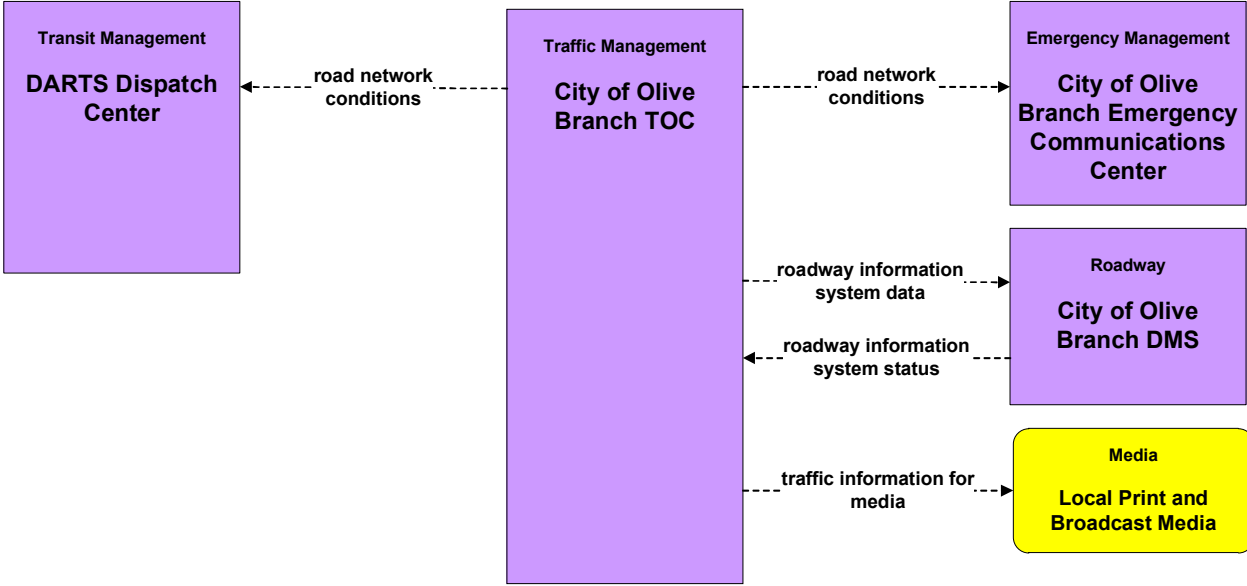 Transit Management
DARTS Dispatch
Center
road network
conditions
Traffic Management
City of Olive
Branch TOC
road network
conditions
Emergency Management
City of Olive
Branch Emergency
Communications
Center
roadway information
system data
roadway information
system status
Roadway
City of Olive
Branch DMS
traffic information for
media
Media
Local Print and
Broadcast Media